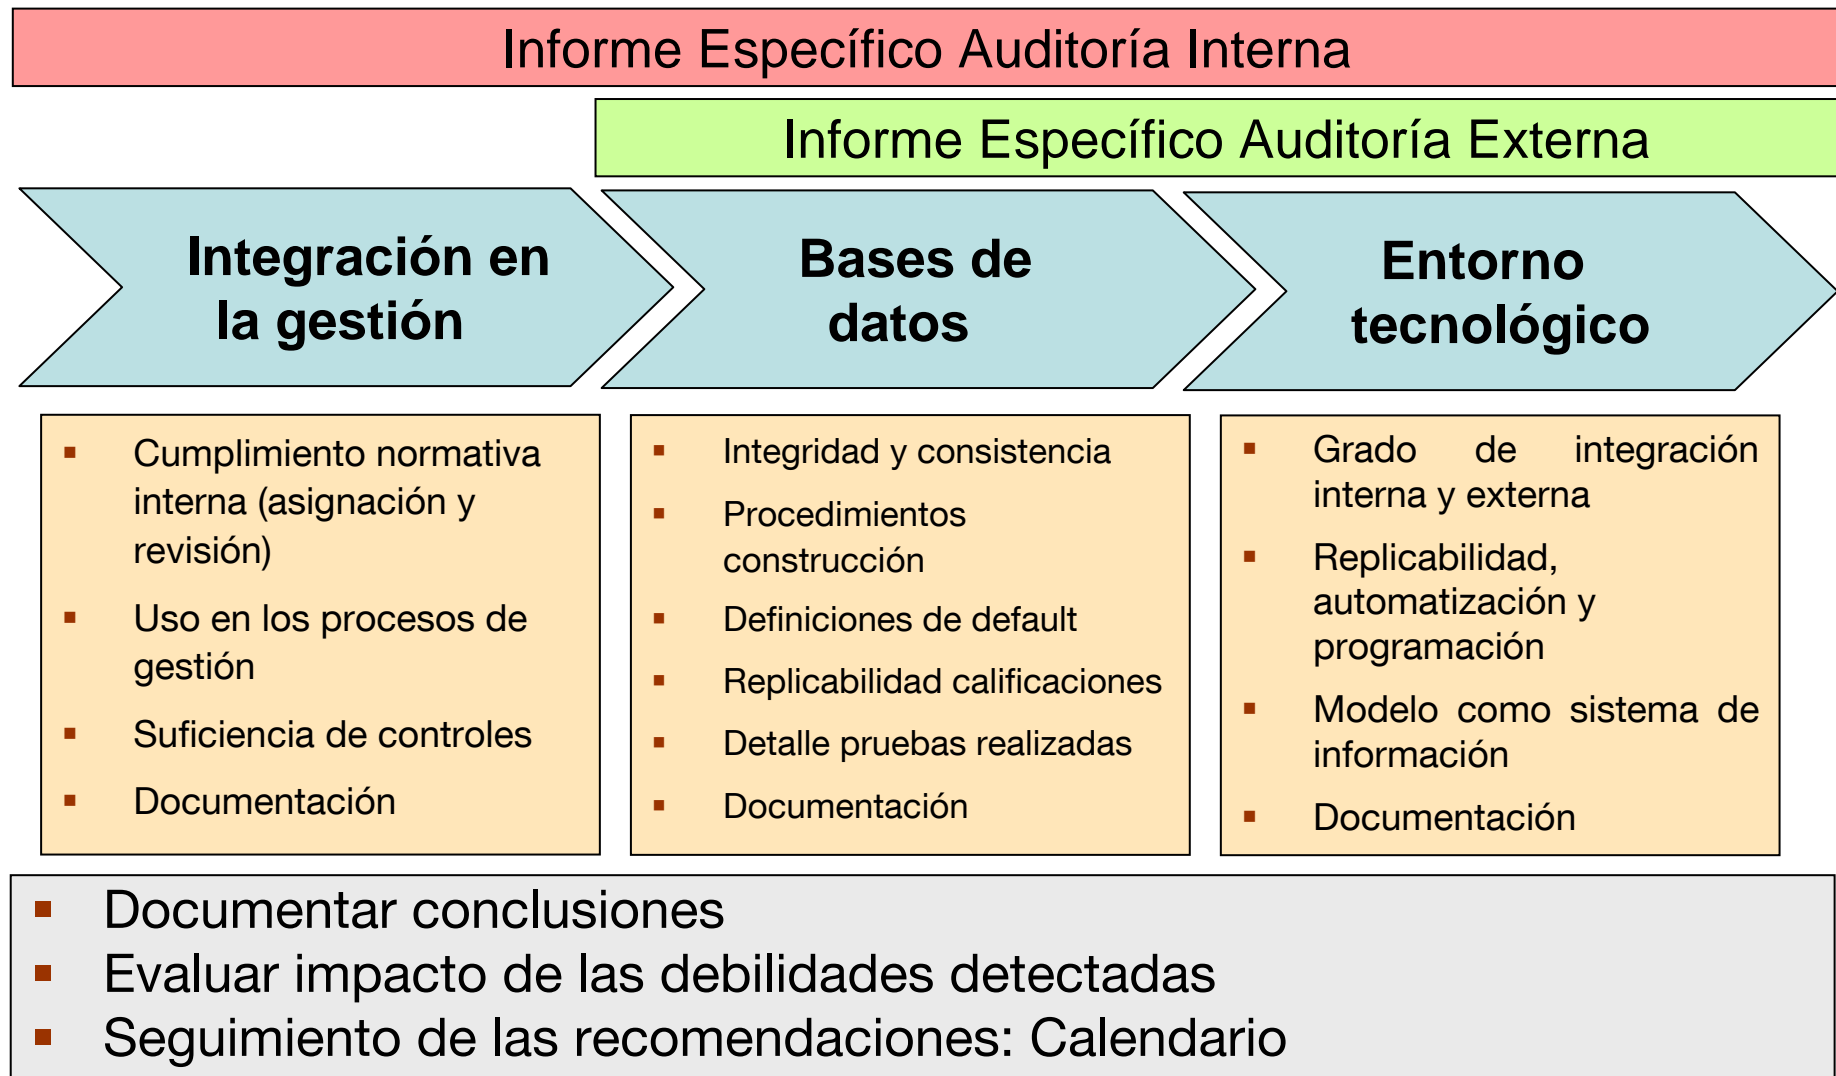 Informe Específico Auditoría Interna
Informe Específico Auditoría Externa
Integración en
la gestión
Bases de
datos
Entorno
tecnológico
▪ Cumplimiento normativa
interna (asignación y
revisión)
▪ Uso en los procesos de
gestión
▪ Suficiencia de controles
▪ Documentación
▪ Integridad y consistencia
▪ Procedimientos
construcción
▪ Definiciones de default
▪ Replicabilidad calificaciones
▪ Detalle pruebas realizadas
▪ Documentación
▪ Grado de integración
interna y externa
▪ Replicabilidad,
automatización y
programación
▪ Modelo como sistema de
información
▪ Documentación
▪ Documentar conclusiones
▪ Evaluar impacto de las debilidades detectadas
▪ Seguimiento de las recomendaciones: Calendario